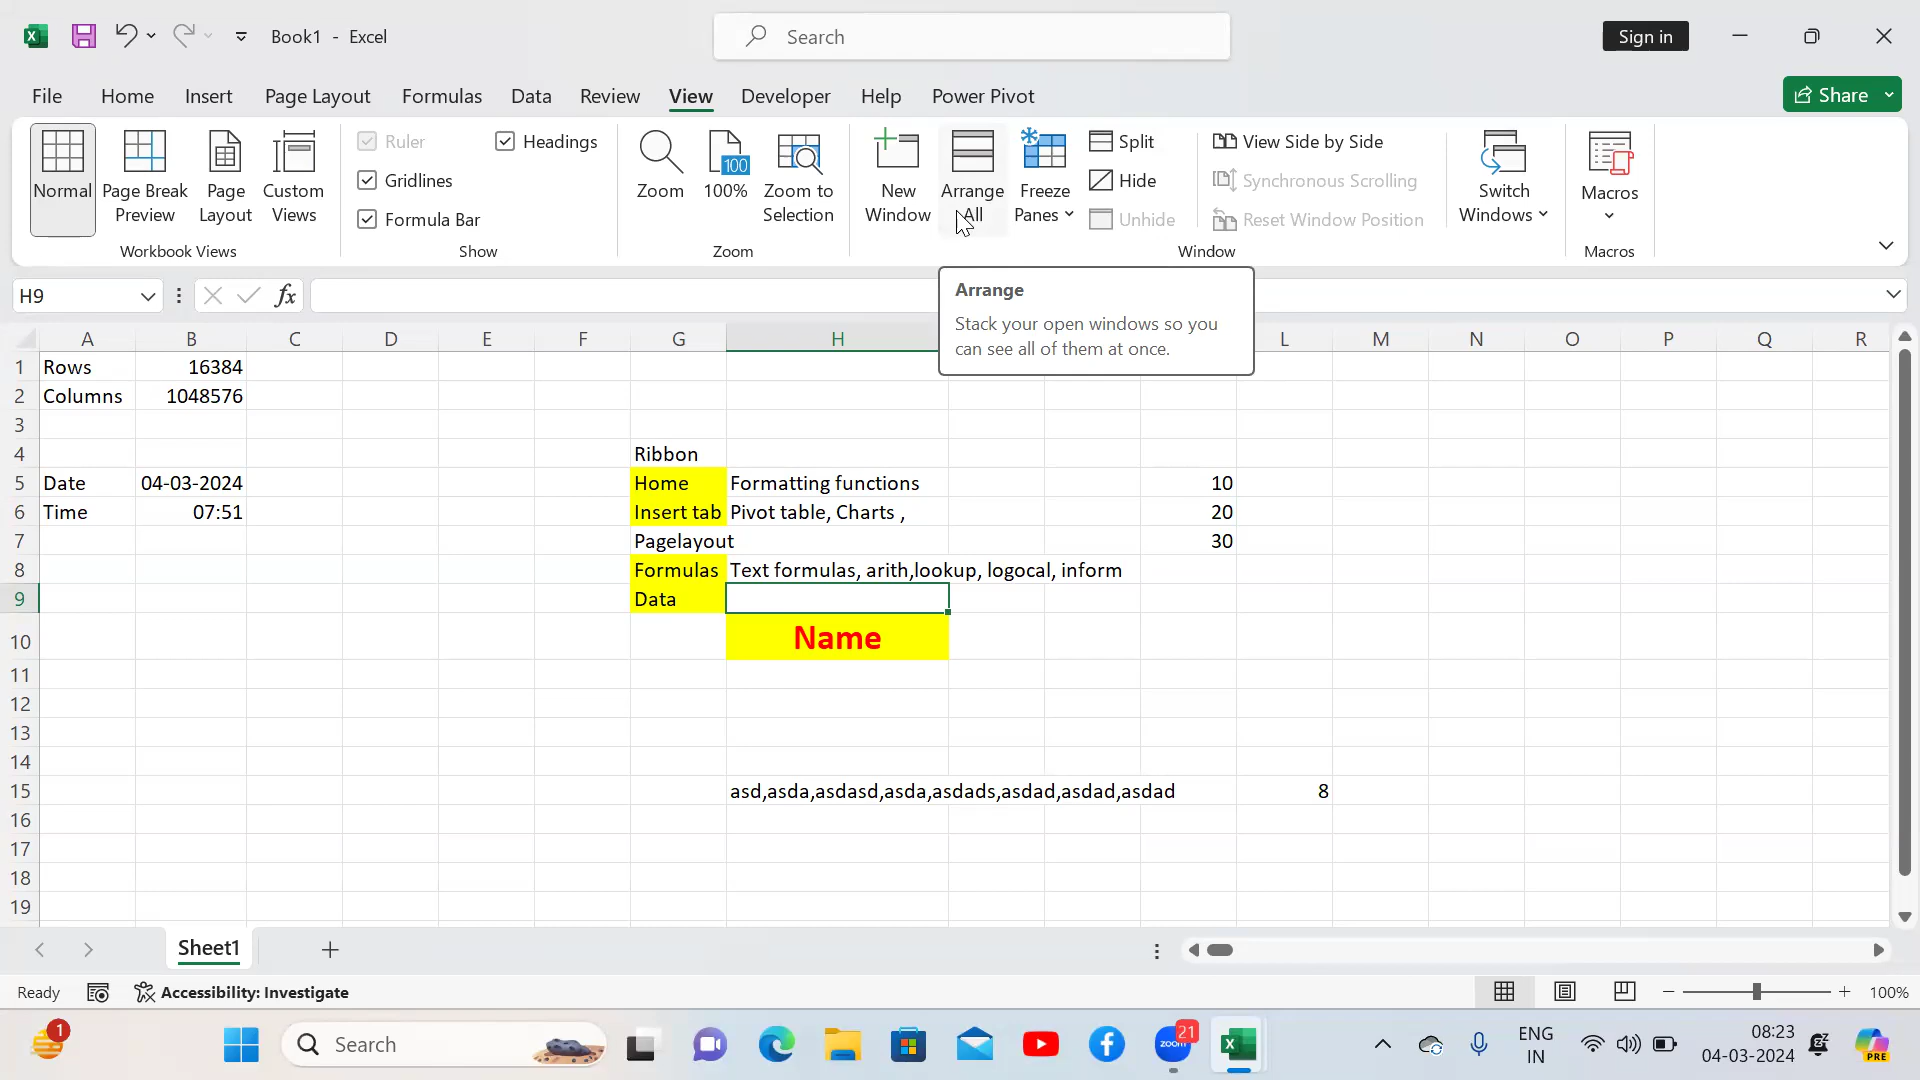 Book1 - Excel
Search
Sign in
File Home Insert Page Layout Formulas Data Review View Developer Help Power Pivot
Share
Normal
Page Break Preview
Page Layout
Custom Views
Workbook Views
Ruler
Headings
Gridlines
Formula Bar
Show
Zoom
100
100%
Zoom to Selection
Zoom
New Window
Arrange All
Freeze Panes
Split
Hide
Unhide
View Side by Side
Synchronous Scrolling
Reset Window Position
Window
Switch Windows
Macros
Macros
H9
fx
Arrange
Stack your open windows so you
can see all of them at once.
A B C D E F G H L M N O P Q R
1 Rows 16384
2 Columns 1048576
3
4 Ribbon
5 Date 04-03-2024 Home Formatting functions 10
6 Time 07:51 Insert tab Pivot table, Charts , 20
7 Pagelayout 30
8 Formulas Text formulas, arith,lookup, logocal, inform
9 Data
10 Name
11
12
13
14
15 asd,asda,asdasd,asda,asdads,asdad,asdad,asdad 8
16
17
18
19
Sheet1
Ready
Accessibility: Investigate
100%
1
Search
zoom
21
ENG
IN
08:23
04-03-2024
PRE